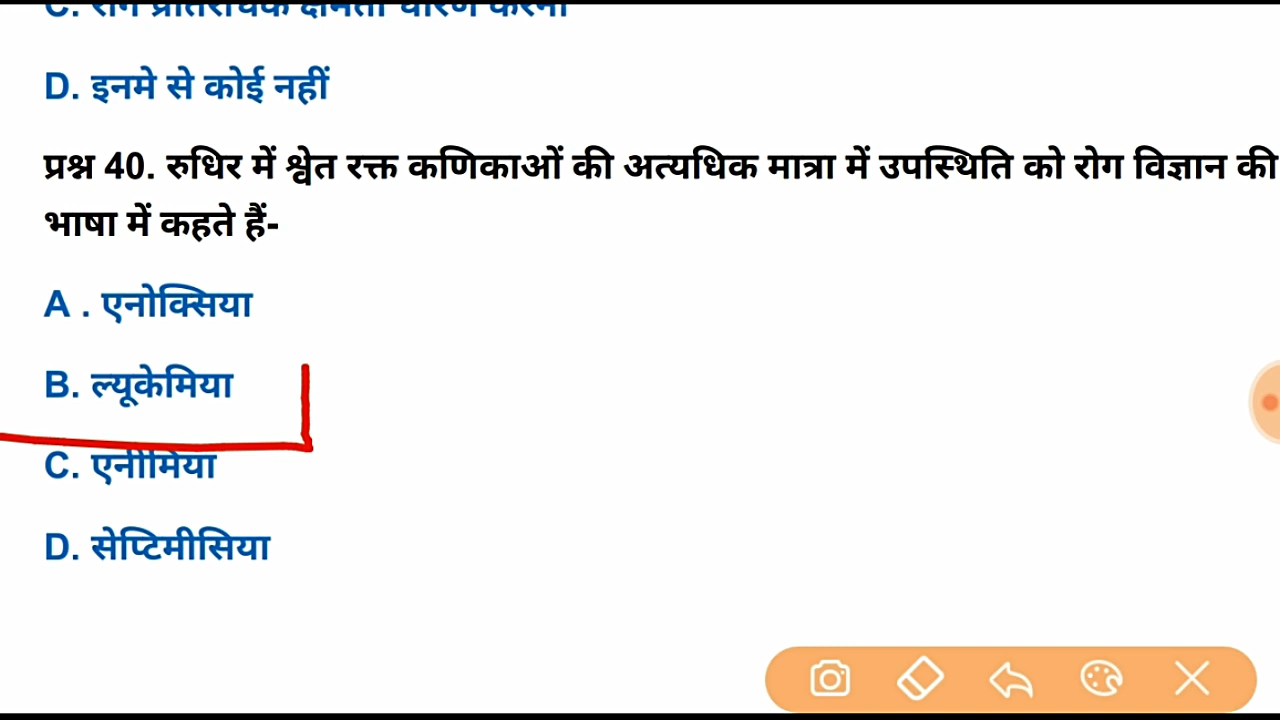 C. रोग प्रतिरोधक क्षमता धारण करना
D. इनमे से कोई नहीं
प्रश्न 40. रुधिर में श्वेत रक्त कणिकाओं की अत्यधिक मात्रा में उपस्थिति को रोग विज्ञान की
भाषा में कहते हैं-
A . एनोक्सिया
B. ल्यूकेमिया
C. एनीमिया
D. सेप्टिमीसिया